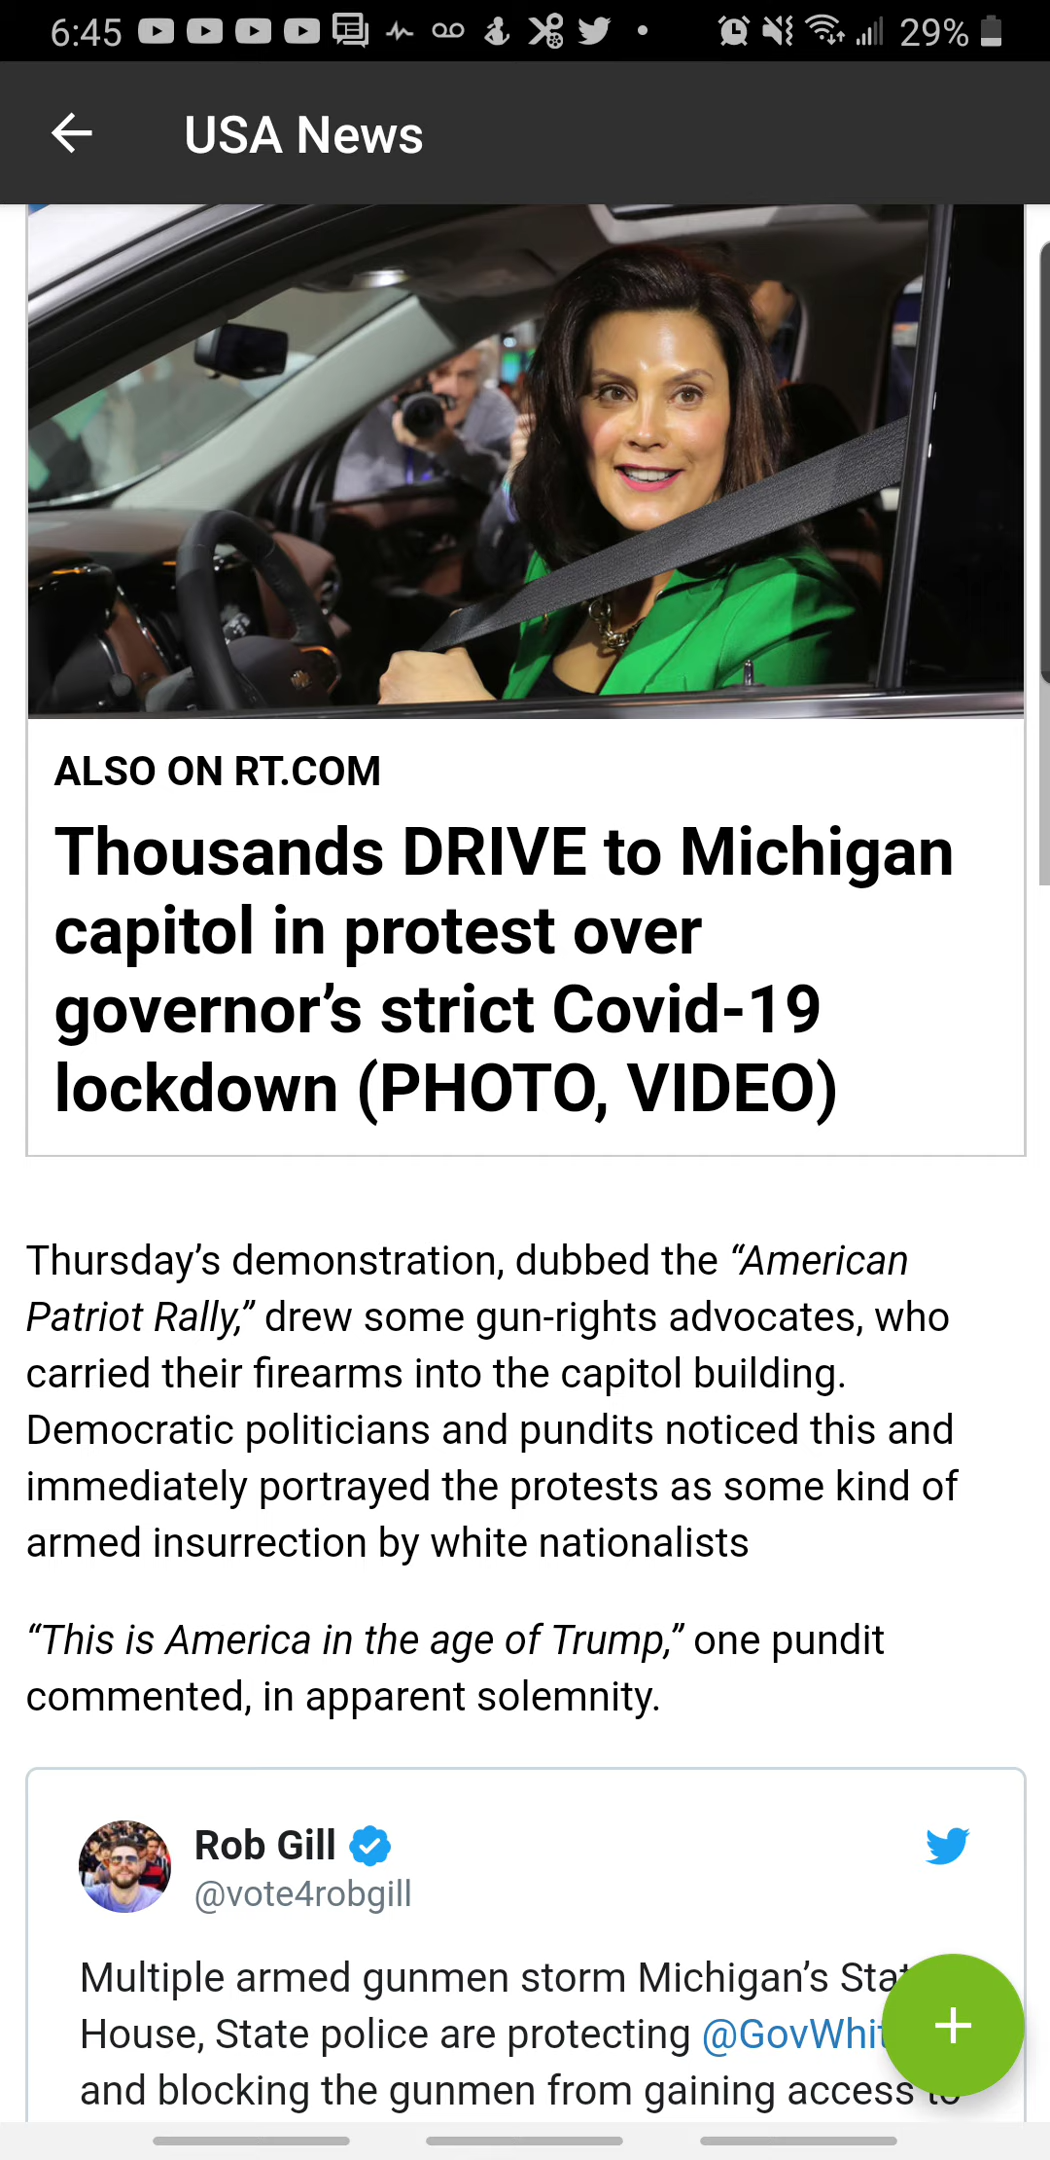 6:45
29%
USA News
ALSO ON RT.COM
Thousands DRIVE to Michigan
capitol in protest over
governor’s strict Covid-19
lockdown (PHOTO, VIDEO)
Thursday’s demonstration, dubbed the “American
Patriot Rally,” drew some gun-rights advocates, who
carried their firearms into the capitol building.
Democratic politicians and pundits noticed this and
immediately portrayed the protests as some kind of
armed insurrection by white nationalists
“This is America in the age of Trump,” one pundit
commented, in apparent solemnity.
Rob Gill
@vote4robgill
Multiple armed gunmen storm Michigan’s
House, State police are protecting
and blocking the gunmen from gaining access to